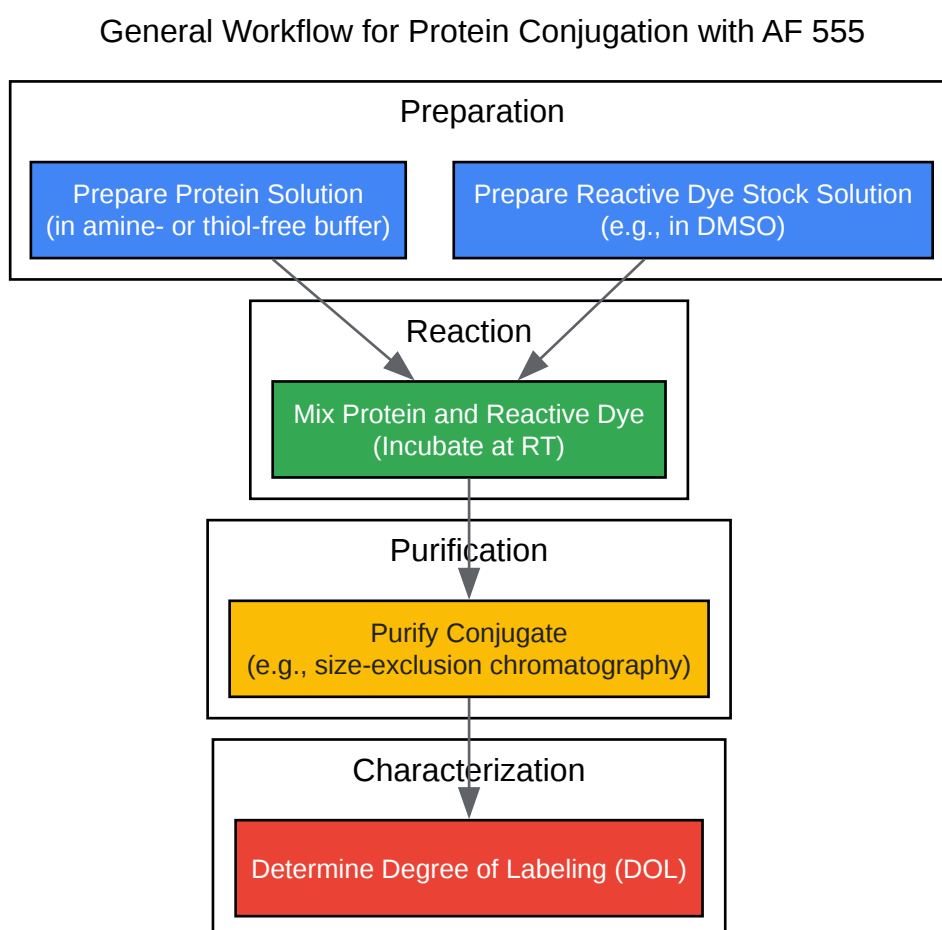 General Workflow for Protein Conjugation with AF 555
Preparation
Prepare Protein Solution
(in amine- or thiol-free buffer)
Prepare Reactive Dye Stock Solution
(e.g., in DMSO)
Reaction
Mix Protein and Reactive Dye
(Incubate at RT)
Purification
Purify Conjugate
(e.g., size-exclusion chromatography)
Characterization
Determine Degree of Labeling (DOL)